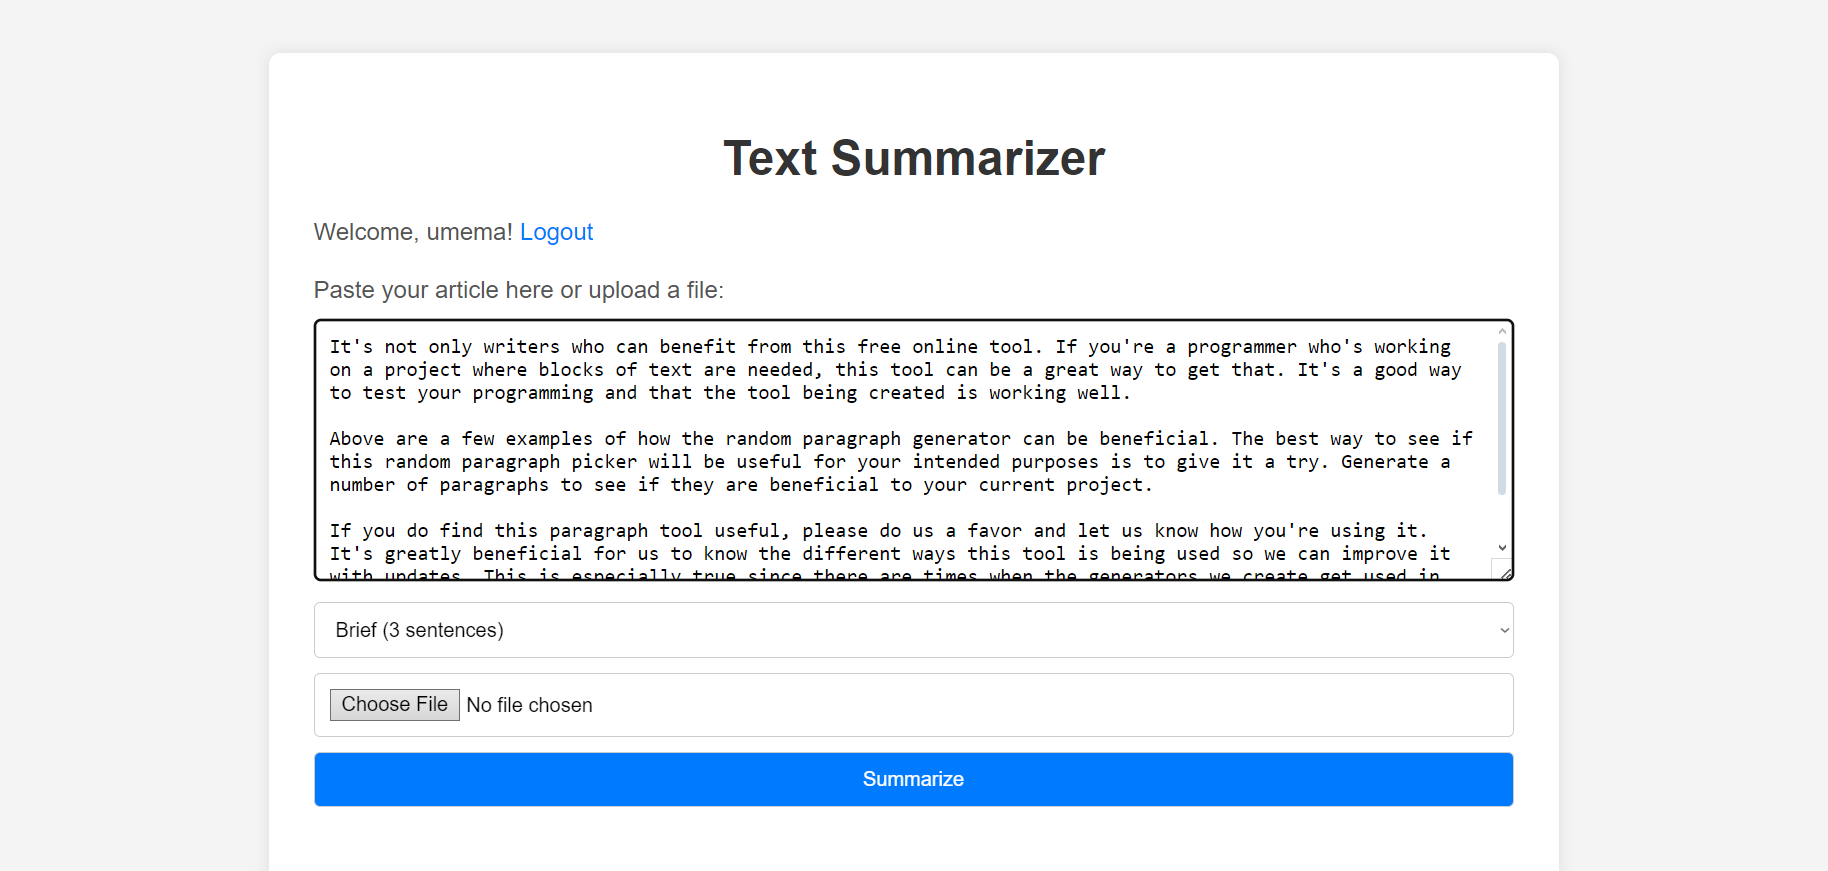 Text Summarizer
Welcome, umema! Logout
Paste your article here or upload a file:
It's not only writers who can benefit from this free online tool. If you're a programmer who's working
on a project where blocks of text are needed, this tool can be a great way to get that. It's a good way
to test your programming and that the tool being created is working well.
Above are a few examples of how the random paragraph generator can be beneficial. The best way to see if
this random paragraph picker will be useful for your intended purposes is to give it a try. Generate a
number of paragraphs to see if they are beneficial to your current project.
If you do find this paragraph tool useful, please do us a favor and let us know how you're using it.
It's greatly beneficial for us to know the different ways this tool is being used so we can improve it
with updates. This is especially true since there are times when the generators we create get used in
Brief (3 sentences)
Choose File No file chosen
Summarize